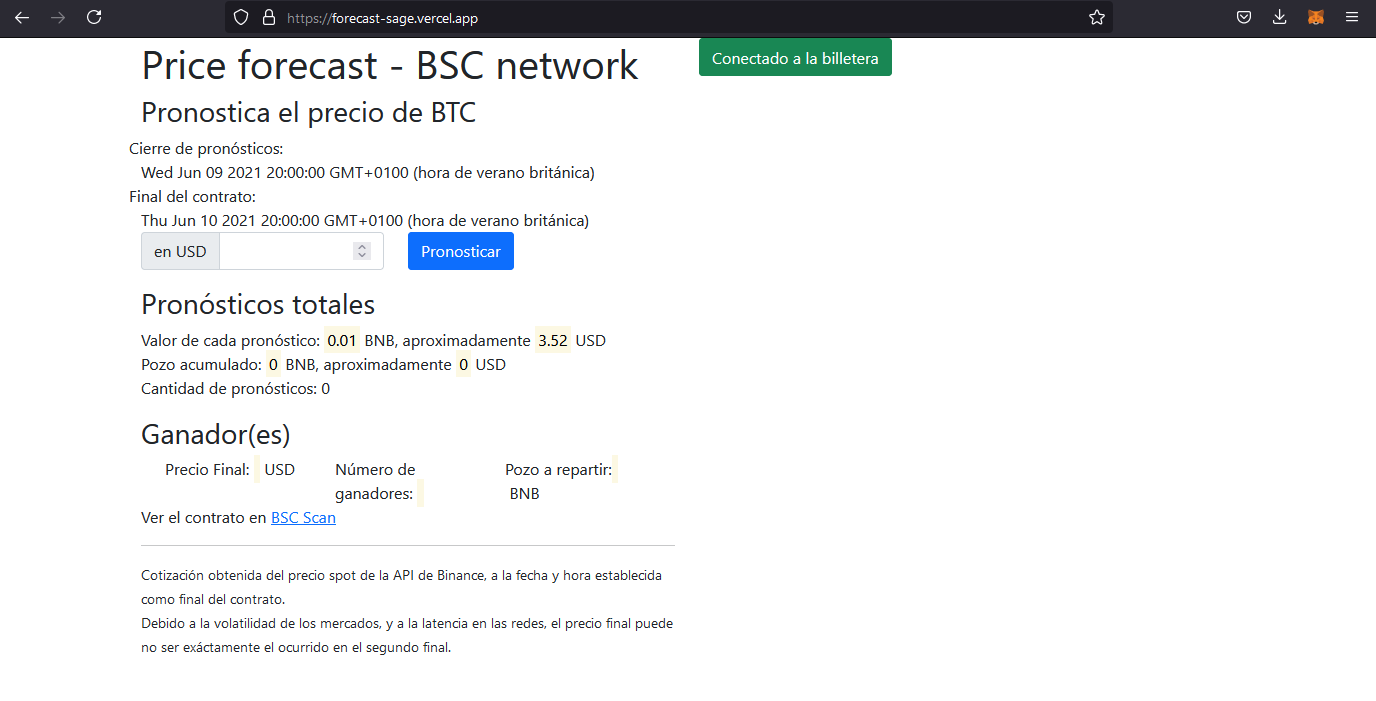 https://forecast-sage.vercel.app
Price forecast - BSC network
Conectado a la billetera
Pronostica el precio de BTC
Cierre de pronósticos:
Wed Jun 09 2021 20:00:00 GMT+0100 (hora de verano británica)
Final del contrato:
Thu Jun 10 2021 20:00:00 GMT+0100 (hora de verano británica)
en USD
Pronosticar
Pronósticos totales
Valor de cada pronóstico: 0.01 BNB, aproximadamente 3.52 USD
Pozo acumulado: 0 BNB, aproximadamente 0 USD
Cantidad de pronósticos: 0
Ganador(es)
Precio Final: USD
Número de
ganadores:
Pozo a repartir:
BNB
Ver el contrato en BSC Scan
Cotización obtenida del precio spot de la API de Binance, a la fecha y hora establecida
como final del contrato.
Debido a la volatilidad de los mercados, y a la latencia en las redes, el precio final puede
no ser exáctamente el ocurrido en el segundo final.